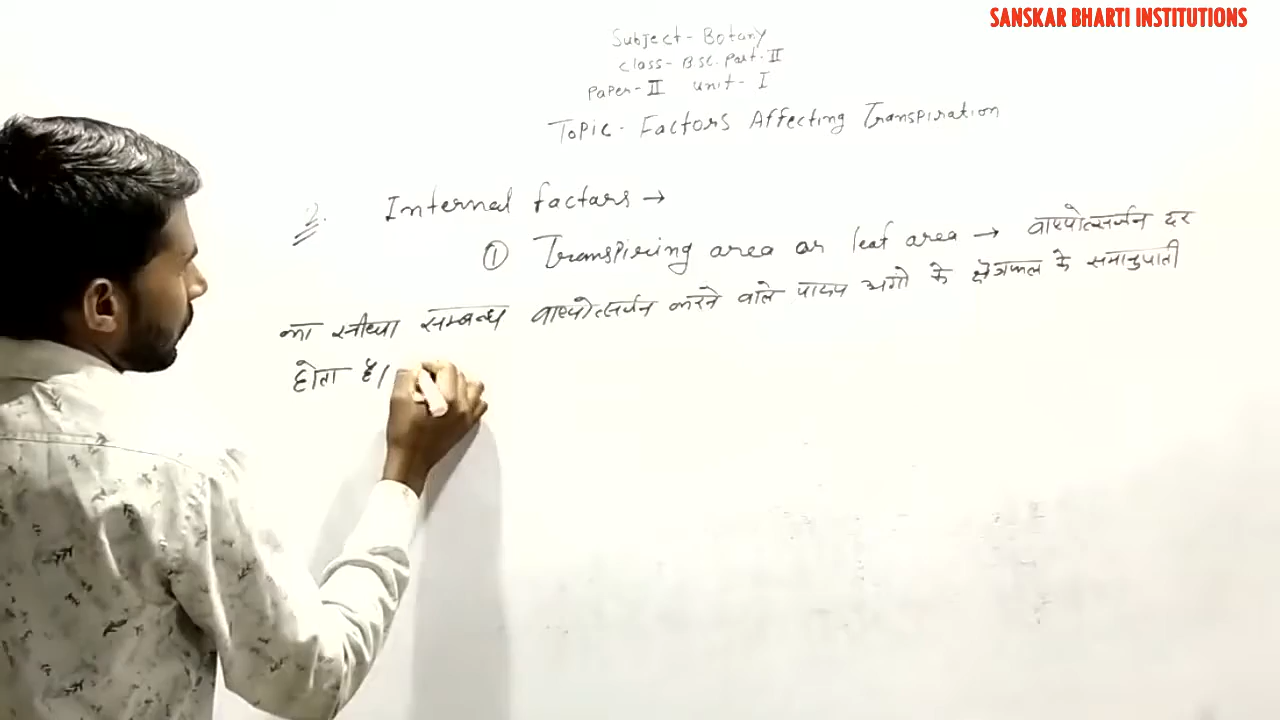 SANSKAR BHARTI INSTITUTIONS
Subject - Botany
Class - BSC. Part - II
Paper - II Unit - I
Topic - Factors Affecting Transpiration
2. Internal factors →
① Transpiring area or leaf area → वाष्पोत्सर्जन दर
का सीधा सम्बन्ध वाष्पोत्सर्जन करने वाले पादप अंगो के क्षेत्रफल के समानुपाती
होता है।